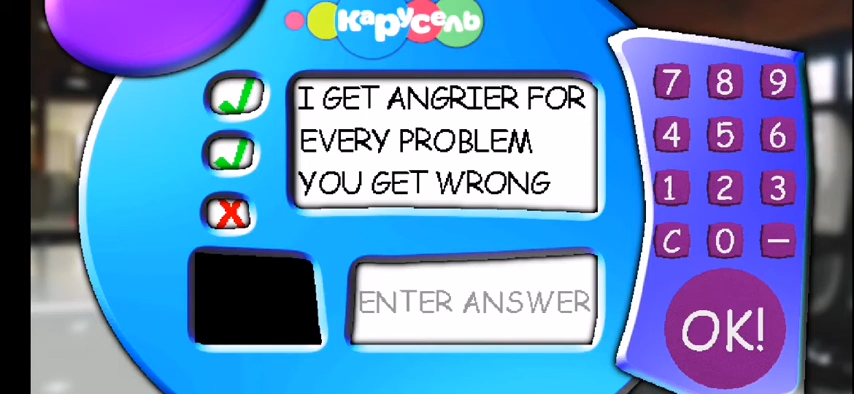 Карусель
I GET ANGRIER FOR
EVERY PROBLEM
YOU GET WRONG
ENTER ANSWER
7 8 9
4 5 6
1 2 3
C 0 −
OK!